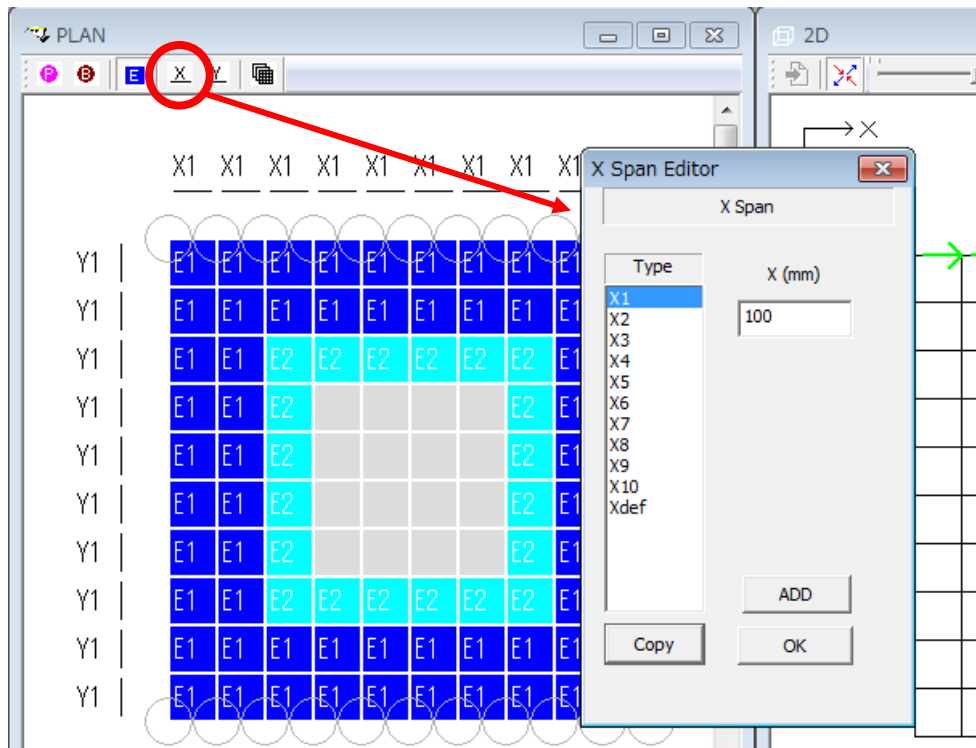 PLAN
P B E X Y
X1 X1 X1 X1 X1 X1 X1 X1 X1
Y1 E1 E1 E1 E1 E1 E1 E1 E1 E1
Y1 E1 E1 E1 E1 E1 E1 E1 E1 E1
Y1 E1 E1 E2 E2 E2 E2 E2 E2 E1
Y1 E1 E1 E2 E2 E1
Y1 E1 E1 E2 E2 E1
Y1 E1 E1 E2 E2 E1
Y1 E1 E1 E2 E2 E1
Y1 E1 E1 E2 E2 E2 E2 E2 E2 E1
Y1 E1 E1 E1 E1 E1 E1 E1 E1 E1
Y1 E1 E1 E1 E1 E1 E1 E1 E1 E1
2D
X
X Span Editor
X Span
Type
X1
X2
X3
X4
X5
X6
X7
X8
X9
X10
Xdef
X (mm)
100
ADD
Copy
OK